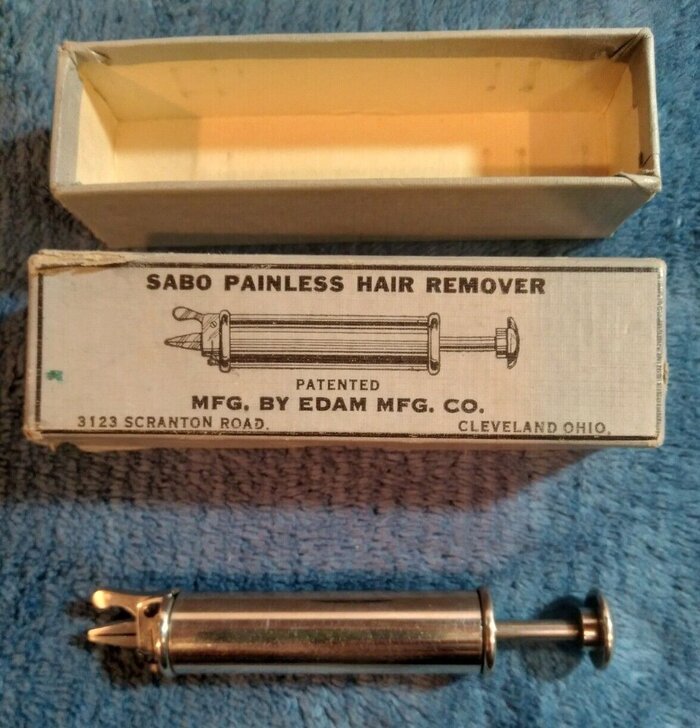 SABO PAINLESS HAIR REMOVER
PATENTED
MFG. BY EDAM MFG. CO.
3123 SCRANTON ROAD. CLEVELAND OHIO.